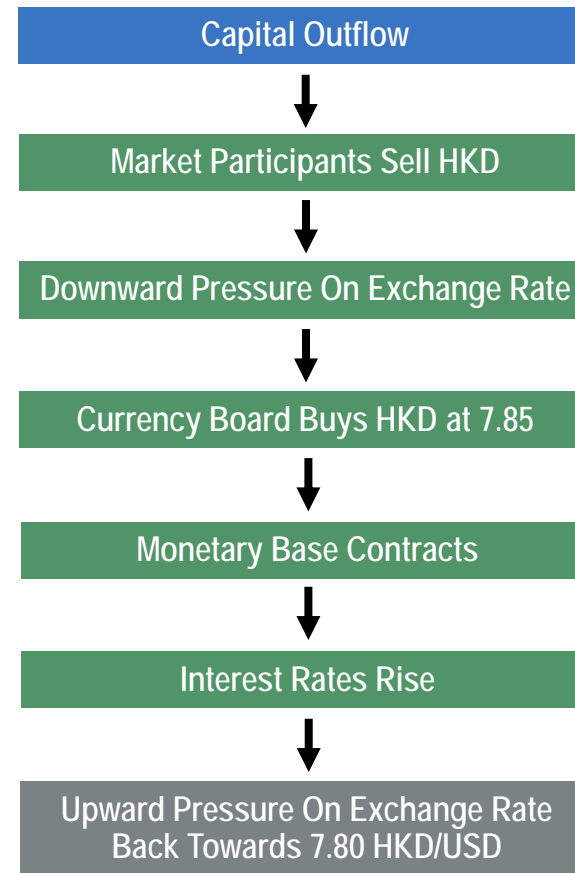 Capital Outflow
Market Participants Sell HKD
Downward Pressure On Exchange Rate
Currency Board Buys HKD at 7.85
Monetary Base Contracts
Interest Rates Rise
Upward Pressure On Exchange Rate
Back Towards 7.80 HKD/USD